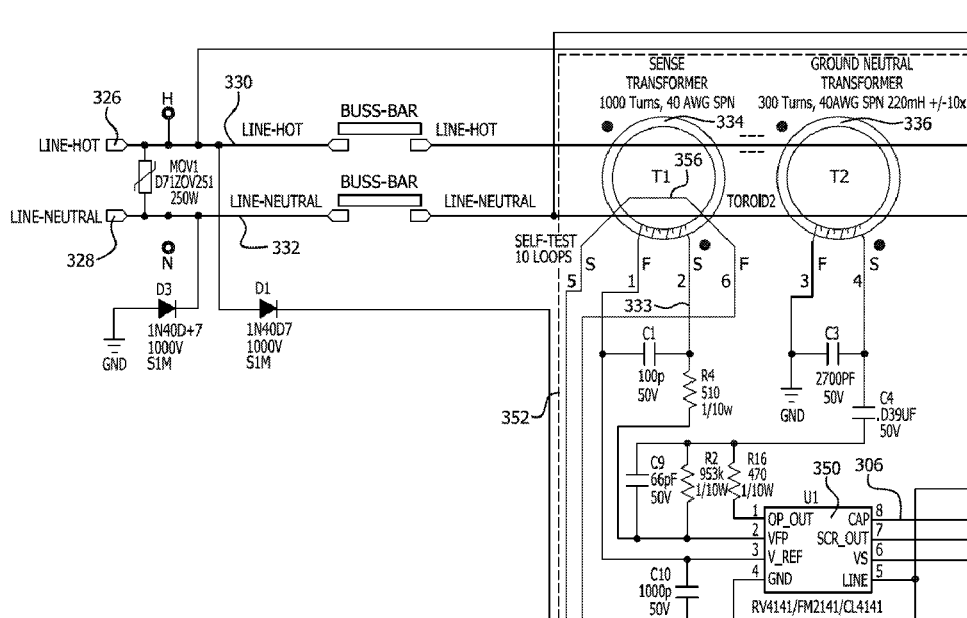 SENSE
TRANSFORMER
1000 Turns, 40 AWG SPN
GROUND NEUTRAL
TRANSFORMER
300 Turns, 40AWG SPN 220mH +/-10x
326
H
330
BUSS-BAR
334
336
LINE-HOT
LINE-HOT
LINE-HOT
MOV1
D71ZOV251
250W
BUSS-BAR
T1
356
T2
LINE-NEUTRAL
LINE-NEUTRAL
LINE-NEUTRAL
TOROID2
328
N
332
SELF-TEST
10 LOOPS
S
F
S
F
F
S
5
1
2
6
3
4
D3
D1
333
1N40D+7
1000V
S1M
1N40D7
1000V
S1M
GND
C1
100p
50V
R4
510
1/10w
C3
2700PF
50V
GND
C4
.D39UF
50V
352
C9
66pF
50V
R2
953k
1/10W
R16
470
1/10W
350
306
U1
1
OP_OUT
CAP
8
2
VFP
SCR_OUT
7
3
V_REF
VS
6
4
GND
LINE
5
C10
1000p
50V
RV4141/FM2141/CL4141